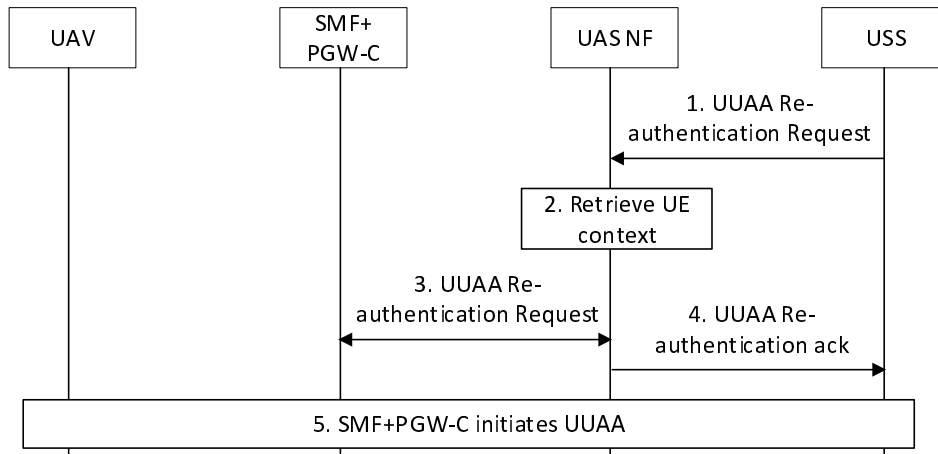 UAV
SMF+
PGW-C
UAS NF
USS
1. UUAA Re-
authentication Request
2. Retrieve UE
context
3. UUAA Re-
authentication Request
4. UUAA Re-
authentication ack
5. SMF+PGW-C initiates UUAA